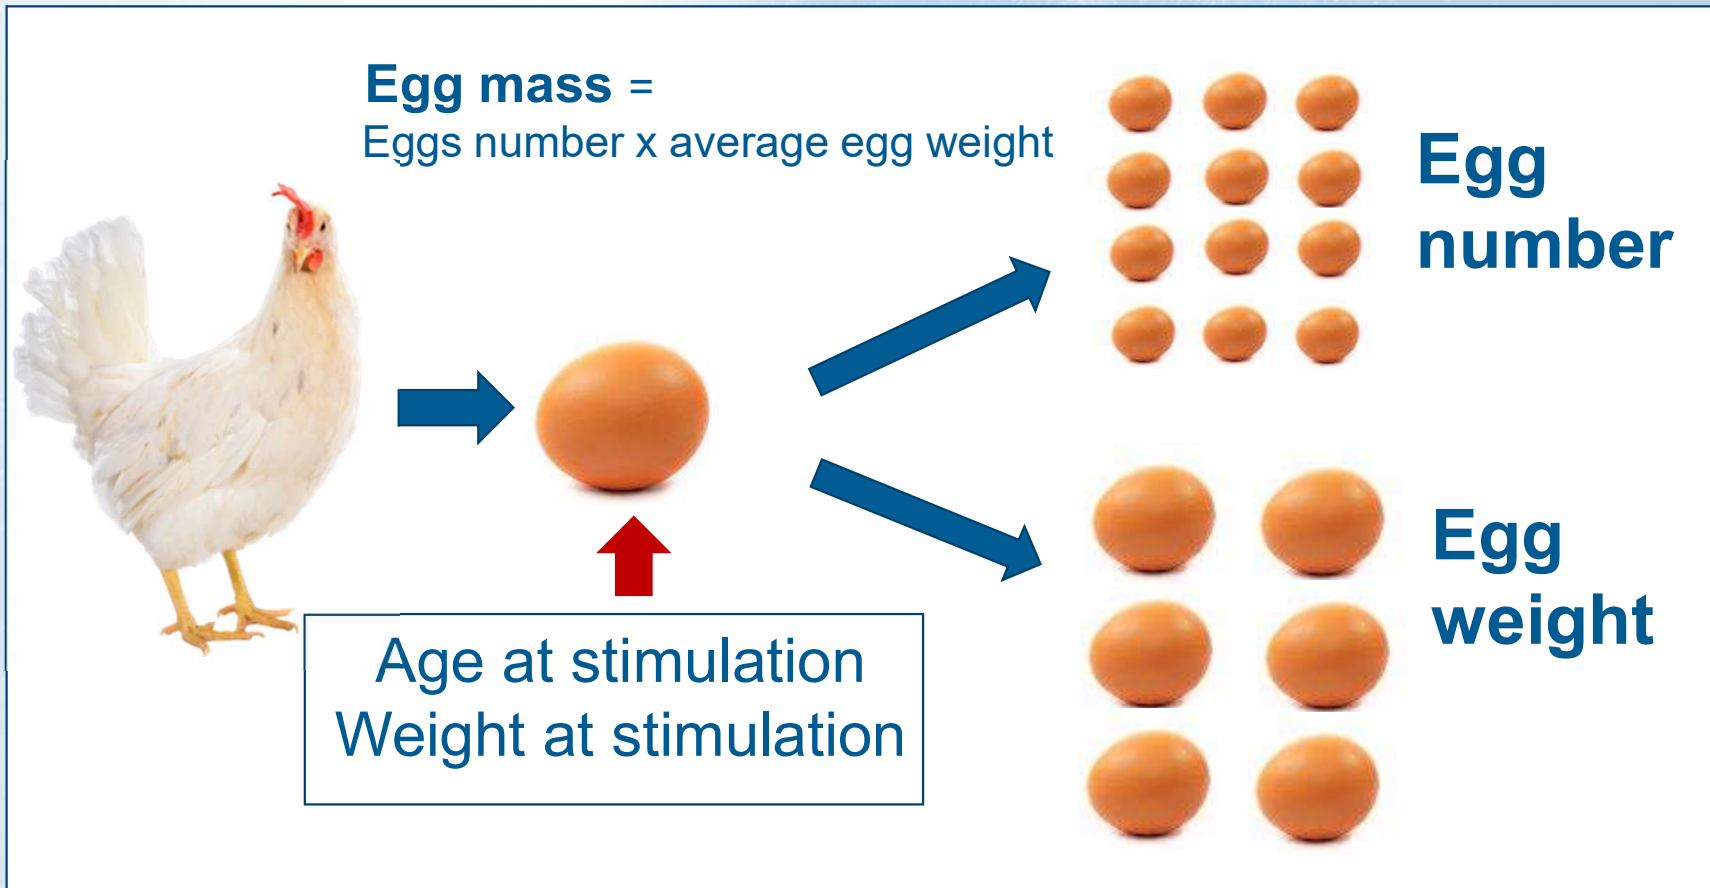 Egg mass =
Eggs number x average egg weight
Egg
number
Egg
weight
Age at stimulation
Weight at stimulation